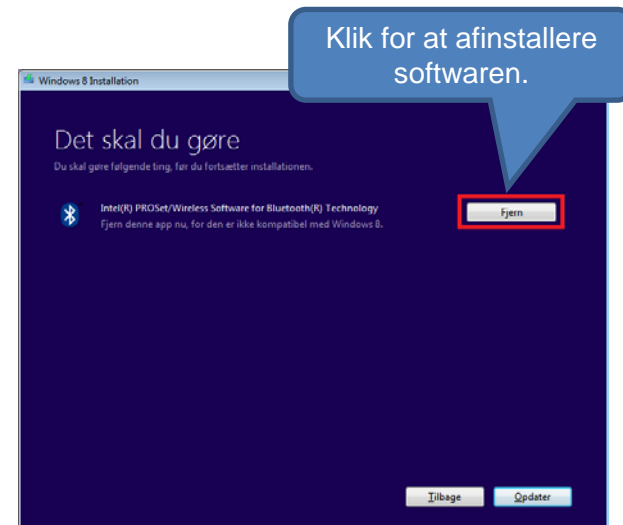 Klik for at afinstallere
softwaren.
Windows 8 Installation
Det skal du gøre
Du skal gøre følgende ting, før du fortsætter installationen.
Intel(R) PROSet/Wireless Software for Bluetooth(R) Technology
Fjern
Fjern denne app nu, for den er ikke kompatibel med Windows 8.
Tilbage
Opdater